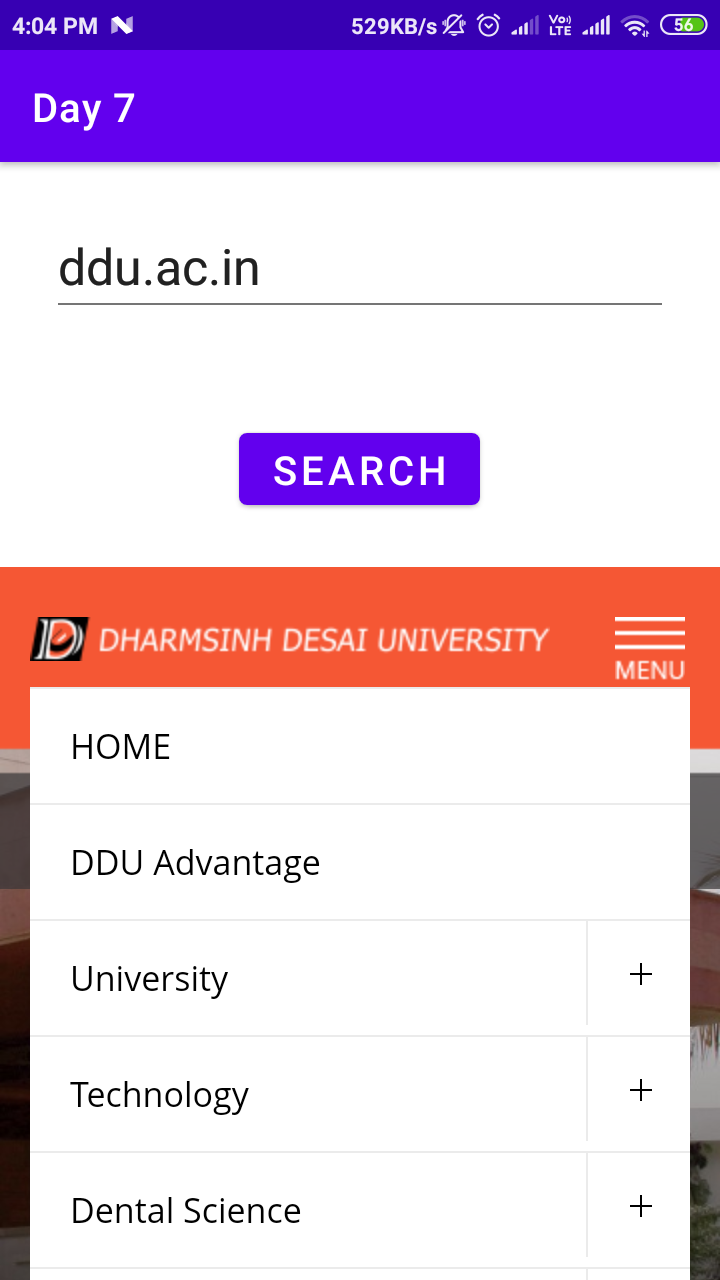 4:04 PM 529KB/s Vo) LTE 56
Day 7
ddu.ac.in
SEARCH
D DHARMSINH DESAI UNIVERSITY
MENU
HOME
DDU Advantage
University +
Technology +
Dental Science +